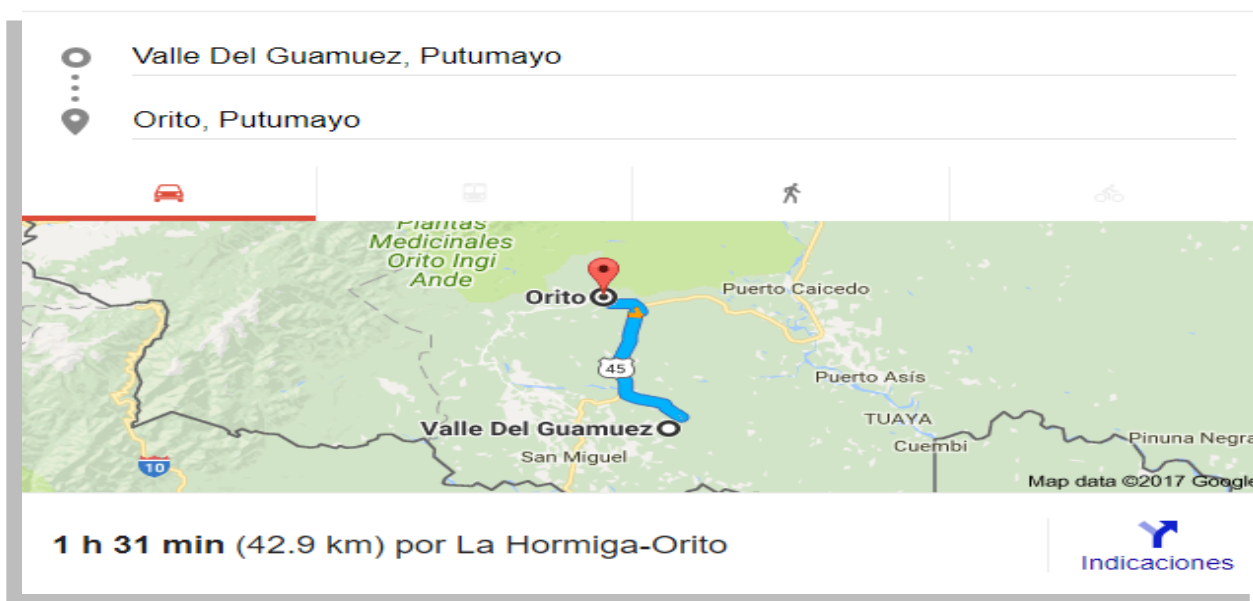 Valle Del Guamuez, Putumayo
Orito, Putumayo
Plantas
Medicinales
Orito Ingi
Ande
Orito
Puerto Caicedo
45
Puerto Asís
Valle Del Guamuez
TUAYA
Cuembi
Pinuna Negra
San Miguel
10
Map data ©2017 Google
1 h 31 min (42.9 km) por La Hormiga-Orito
Indicaciones